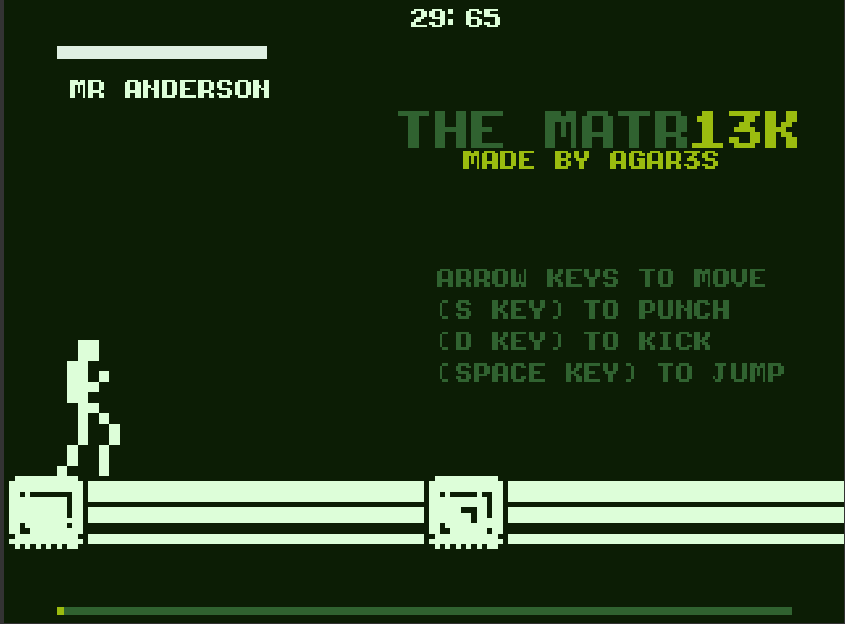 29: 65
MR ANDERSON
THE MATR13K
MADE BY AGAR3S
ARROW KEYS TO MOVE
(S KEY) TO PUNCH
(D KEY) TO KICK
(SPACE KEY) TO JUMP